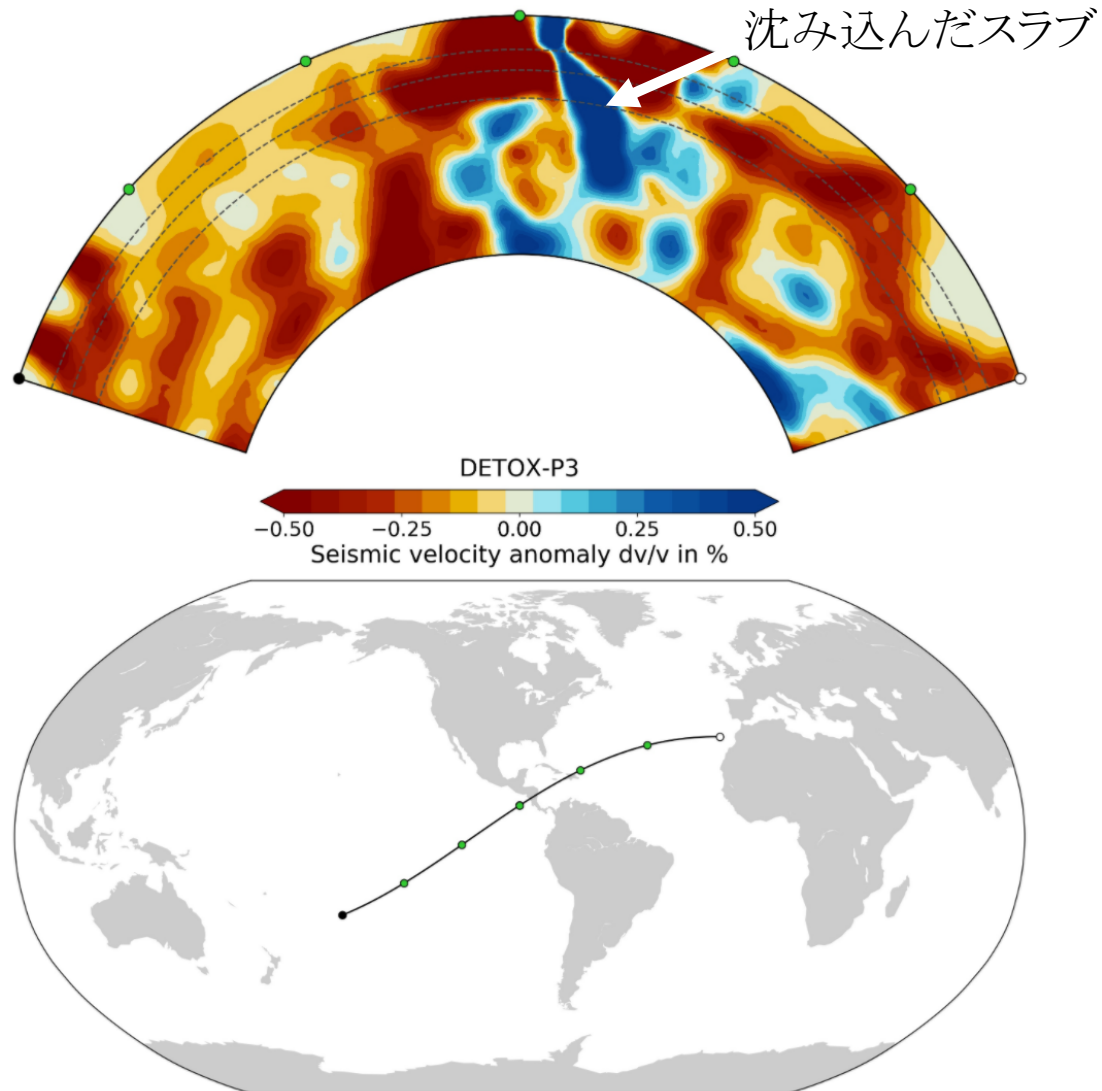 沈み込んだスラブ
DETOX-P3
−0.50 −0.25 0.00 0.25 0.50
Seismic velocity anomaly dv/v in %